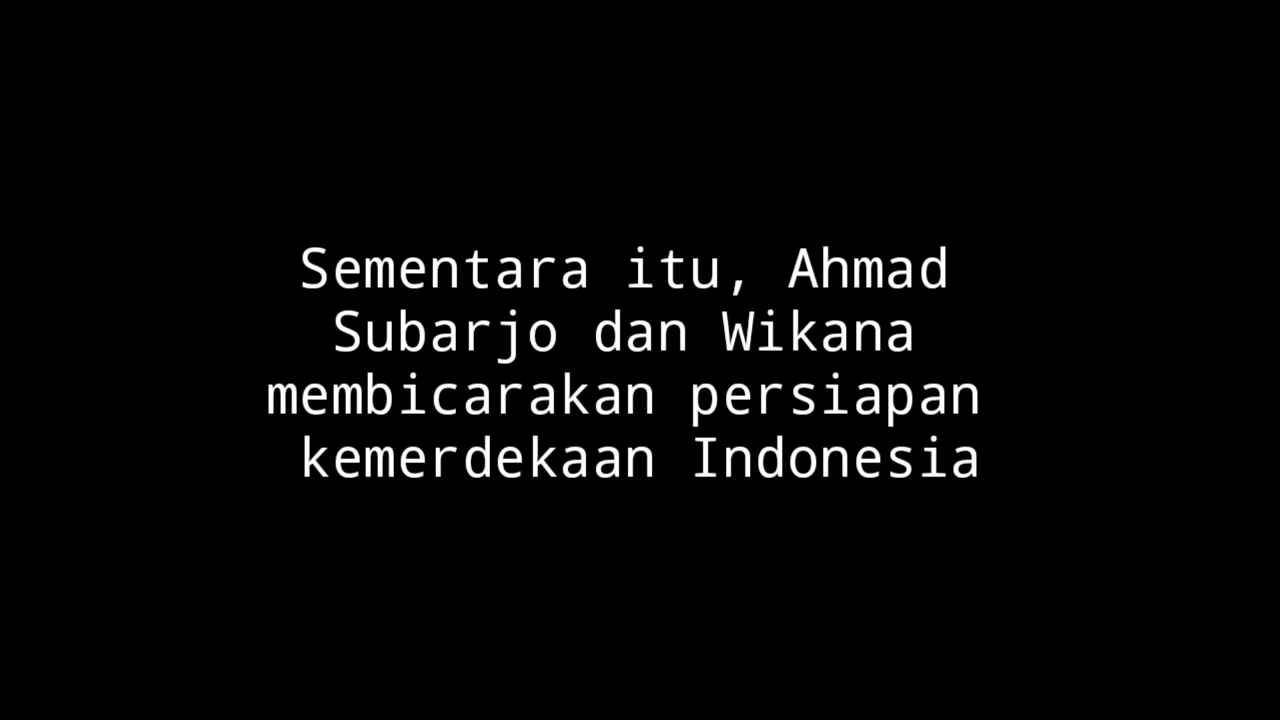 Sementara itu, Ahmad
Subarjo dan Wikana
membicarakan persiapan
kemerdekaan Indonesia